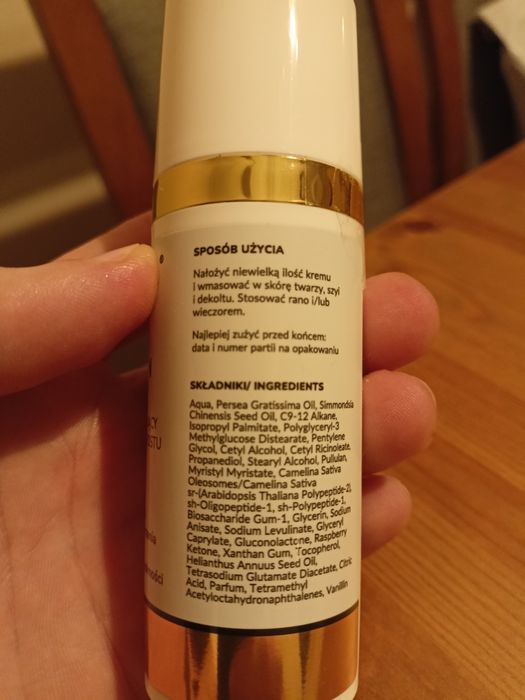 SPOSÓB UŻYCIA
Nałożyć niewielką ilość kremu
i wmasować w skórę twarzy, szyi
i dekoltu. Stosować rano i/lub
wieczorem.
Najlepiej zużyć przed końcem:
data i numer partii na opakowaniu
SKŁADNIKI/ INGREDIENTS
Aqua, Persea Gratissima Oil, Simmondsia
Chinensis Seed Oil, C9-12 Alkane,
Isopropyl Palmitate, Polyglyceryl-3
Methylglucose Distearate, Pentylene
Glycol, Cetyl Alcohol, Cetyl Ricinoleate,
Propanediol, Stearyl Alcohol, Pullulan,
Myristyl Myristate, Camelina Sativa
Oleosomes/Camelina Sativa
sr-(Arabidopsis Thaliana Polypeptide-2),
sh-Oligopeptide-1, sh-Polypeptide-1,
Biosaccharide Gum-1, Glycerin, Sodium
Anisate, Sodium Levulinate, Glyceryl
Caprylate, Gluconolactone, Raspberry
Ketone, Xanthan Gum, Tocopherol,
Helianthus Annuus Seed Oil,
Tetrasodium Glutamate Diacetate, Citric
Acid, Parfum, Tetramethyl
Acetyloctahydronaphthalenes, Vanillin